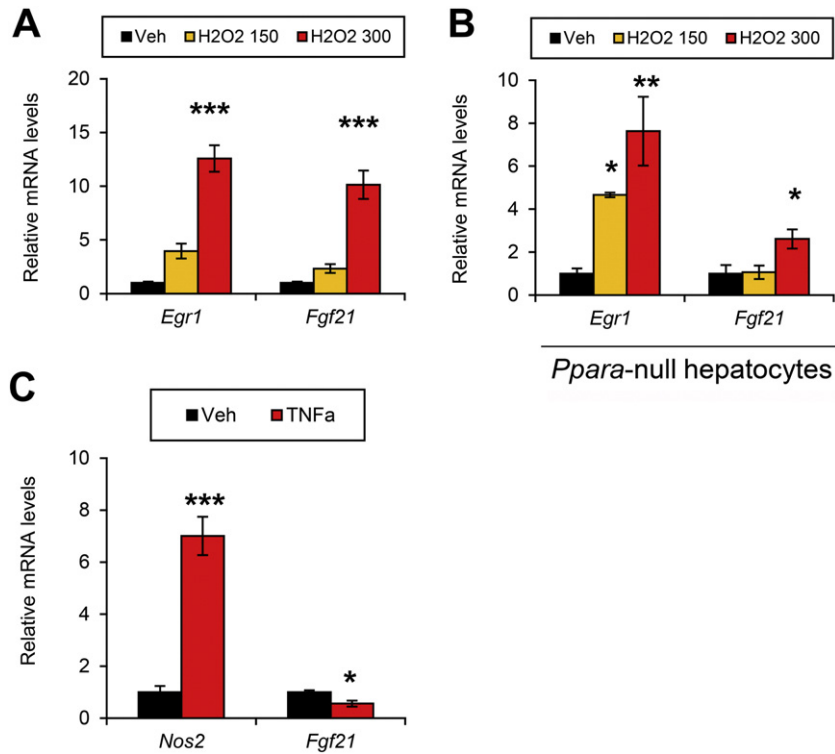 A
Veh H2O2 150 H2O2 300
Relative mRNA levels
20
15
10
5
0
***
***
Egr1 Fgf21
B
Veh H2O2 150 H2O2 300
Relative mRNA levels
10
8
6
4
2
0
*
**
*
Egr1 Fgf21
Ppara-null hepatocytes
C
Veh TNFa
Relative mRNA levels
10
8
6
4
2
0
***
*
Nos2 Fgf21